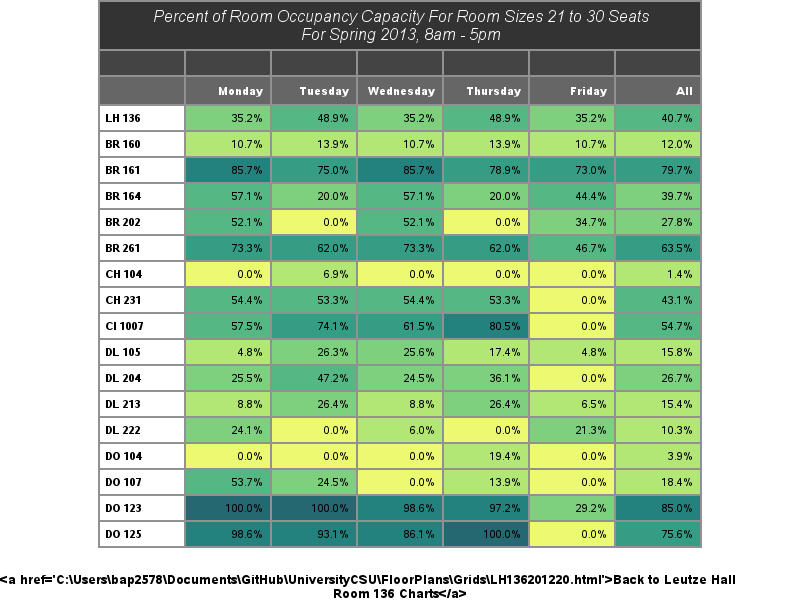 Percent of Room Occupancy Capacity For Room Sizes 21 to 30 Seats
For Spring 2013, 8am - 5pm
Monday Tuesday Wednesday Thursday Friday All
LH 136 35.2% 48.9% 35.2% 48.9% 35.2% 40.7%
BR 160 10.7% 13.9% 10.7% 13.9% 10.7% 12.0%
BR 161 85.7% 75.0% 85.7% 78.9% 73.0% 79.7%
BR 164 57.1% 20.0% 57.1% 20.0% 44.4% 39.7%
BR 202 52.1% 0.0% 52.1% 0.0% 34.7% 27.8%
BR 261 73.3% 62.0% 73.3% 62.0% 46.7% 63.5%
CH 104 0.0% 6.9% 0.0% 0.0% 0.0% 1.4%
CH 231 54.4% 53.3% 54.4% 53.3% 0.0% 43.1%
CI 1007 57.5% 74.1% 61.5% 80.5% 0.0% 54.7%
DL 105 4.8% 26.3% 25.6% 17.4% 4.8% 15.8%
DL 204 25.5% 47.2% 24.5% 36.1% 0.0% 26.7%
DL 213 8.8% 26.4% 8.8% 26.4% 6.5% 15.4%
DL 222 24.1% 0.0% 6.0% 0.0% 21.3% 10.3%
DO 104 0.0% 0.0% 0.0% 19.4% 0.0% 3.9%
DO 107 53.7% 24.5% 0.0% 13.9% 0.0% 18.4%
DO 123 100.0% 100.0% 98.6% 97.2% 29.2% 85.0%
DO 125 98.6% 93.1% 86.1% 100.0% 0.0% 75.6%
<a href='C:\Users\bap2578\Documents\GitHub\UniversityCSU\FloorPlans\Grids\LH136201220.html'>Back to Leutze Hall
Room 136 Charts</a>